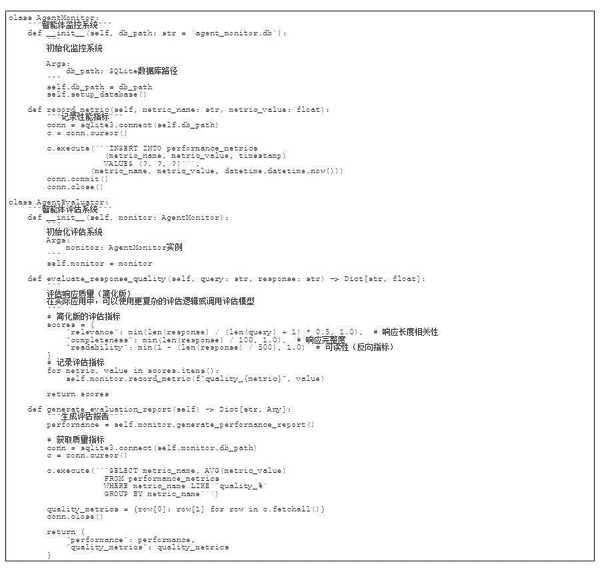 class AgentMonitor:
    """智能体监控系统"""
    def __init__(self, db_path: str = "agent_monitor.db"):
        """
        初始化监控系统

        Args:
            db_path: SQLite数据库路径
        """
        self.db_path = db_path
        self.setup_database()

    def record_metric(self, metric_name: str, metric_value: float):
        """记录性能指标"""
        conn = sqlite3.connect(self.db_path)
        c = conn.cursor()

        c.execute('''INSERT INTO performance_metrics
                    (metric_name, metric_value, timestamp)
                    VALUES (?, ?, ?)''',
                 (metric_name, metric_value, datetime.datetime.now()))
        conn.commit()
        conn.close()

class AgentEvaluator:
    """智能体评估系统"""
    def __init__(self, monitor: AgentMonitor):
        """
        初始化评估系统
        Args:
            monitor: AgentMonitor实例
        """
        self.monitor = monitor

    def evaluate_response_quality(self, query: str, response: str) -> Dict[str, float]:
        """
        评估响应质量（简化版）
        在实际应用中，可以使用更复杂的评估逻辑或调用评估模型
        """
        # 简化版的评估指标
        scores = {
            "relevance": min(len(response) / (len(query) + 1) * 0.5, 1.0),  # 响应长度相关性
            "completeness": min(len(response) / 100, 1.0),  # 响应完整度
            "readability": min(1 - (len(response) / 500), 1.0)  # 可读性（反向指标）
        }
        # 记录评估指标
        for metric, value in scores.items():
            self.monitor.record_metric(f"quality_{metric}", value)

        return scores

    def generate_evaluation_report(self) -> Dict[str, Any]:
        """生成评估报告"""
        performance = self.monitor.generate_performance_report()

        # 获取质量指标
        conn = sqlite3.connect(self.monitor.db_path)
        c = conn.cursor()

        c.execute('''SELECT metric_name, AVG(metric_value)
                    FROM performance_metrics
                    WHERE metric_name LIKE 'quality_%'
                    GROUP BY metric_name''')

        quality_metrics = {row[0]: row[1] for row in c.fetchall()}
        conn.close()

        return {
            "performance": performance,
            "quality_metrics": quality_metrics
        }